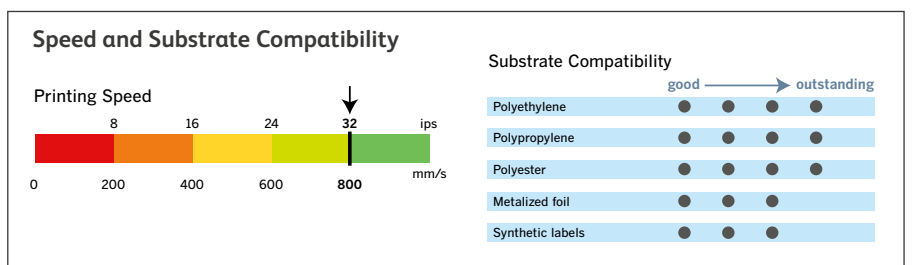 Speed and Substrate Compatibility
Printing Speed
8 16 24 32 ips
0 200 400 600 800 mm/s
Substrate Compatibility
good outstanding
Polyethylene
Polypropylene
Polyester
Metalized foil
Synthetic labels